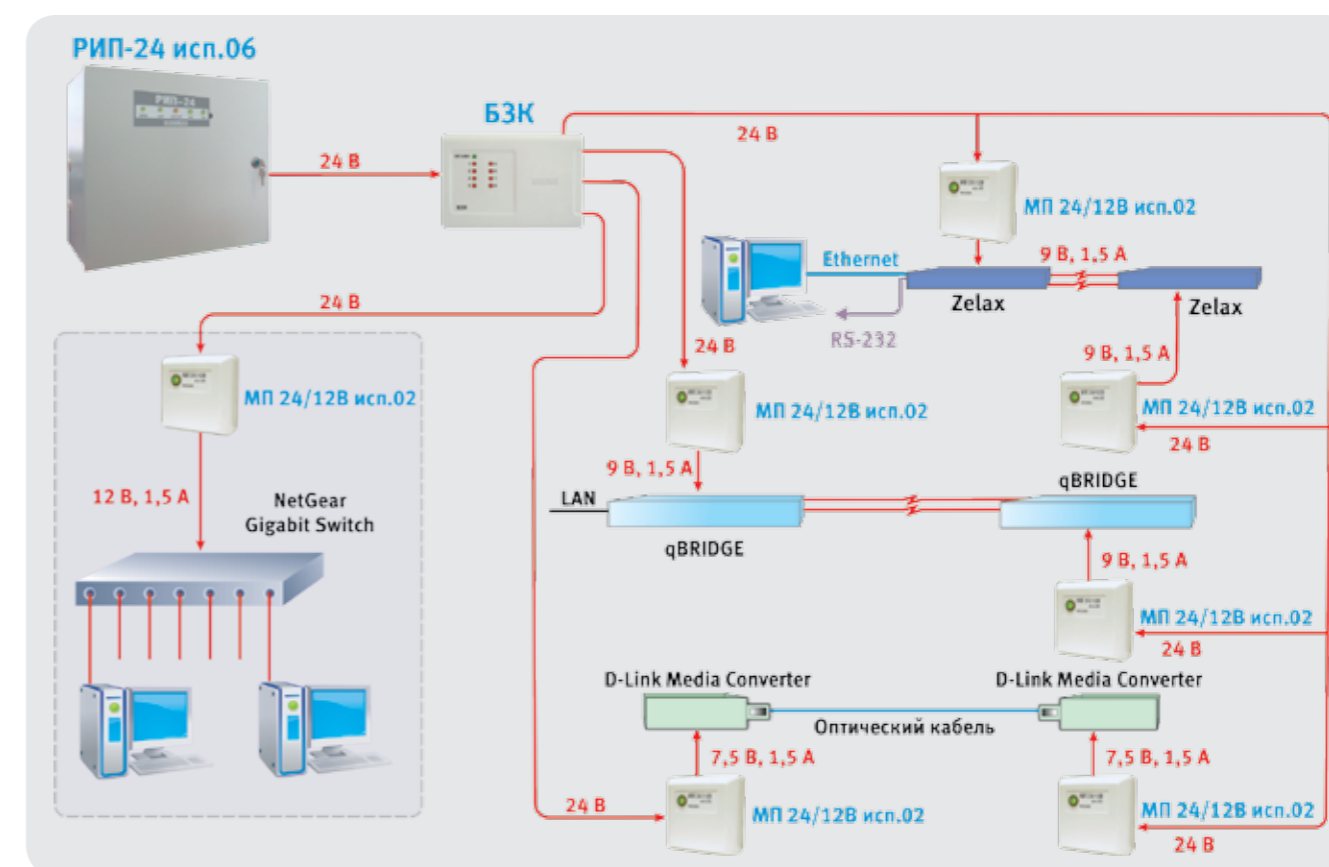 РИП-24 исп.06
РИП-24
БЗК
24 В
24 В
МП 24/12В исп.02
Ethernet
9 В, 1,5 А
Zelax
Zelax
RS-232
24 В
24 В
9 В, 1,5 А
МП 24/12В исп.02
МП 24/12В исп.02
МП 24/12В исп.02
24 В
9 В, 1,5 А
qBRIDGE
12 В, 1,5 А
NetGear
Gigabit Switch
LAN
qBRIDGE
9 В, 1,5 А
МП 24/12В исп.02
24 В
D-Link Media Converter
D-Link Media Converter
Оптический кабель
7,5 В, 1,5 А
7,5 В, 1,5 А
24 В
МП 24/12В исп.02
МП 24/12В исп.02
24 В